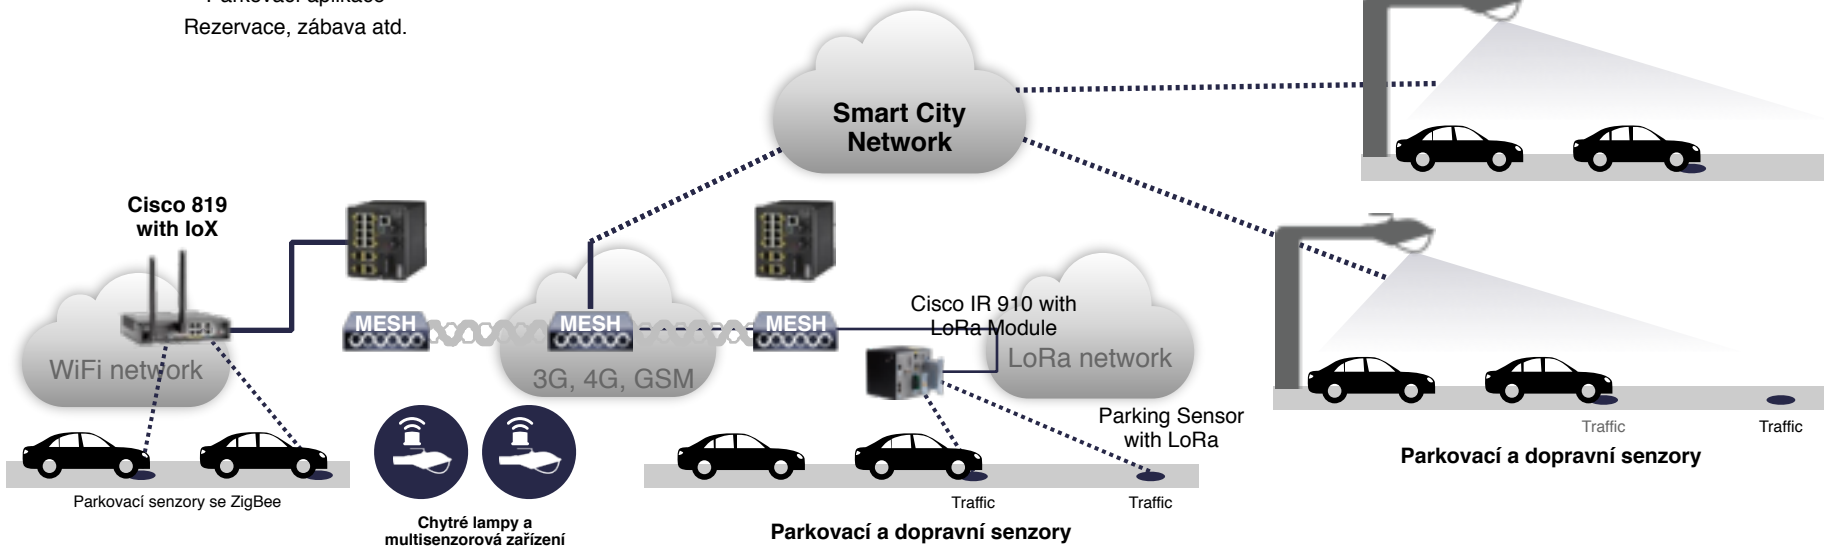 Parkovací aplikace
Rezervace, zábava atd.
Smart City
Network
Cisco 819
with IoX
MESH
MESH
MESH
Cisco IR 910 with
LoRa Module
WiFi network
3G, 4G, GSM
LoRa network
Parking Sensor
with LoRa
Traffic
Traffic
Parkovací a dopravní senzory
Parkovací senzory se ZigBee
Traffic
Traffic
Chytré lampy a
multisenzorová zařízení
Parkovací a dopravní senzory